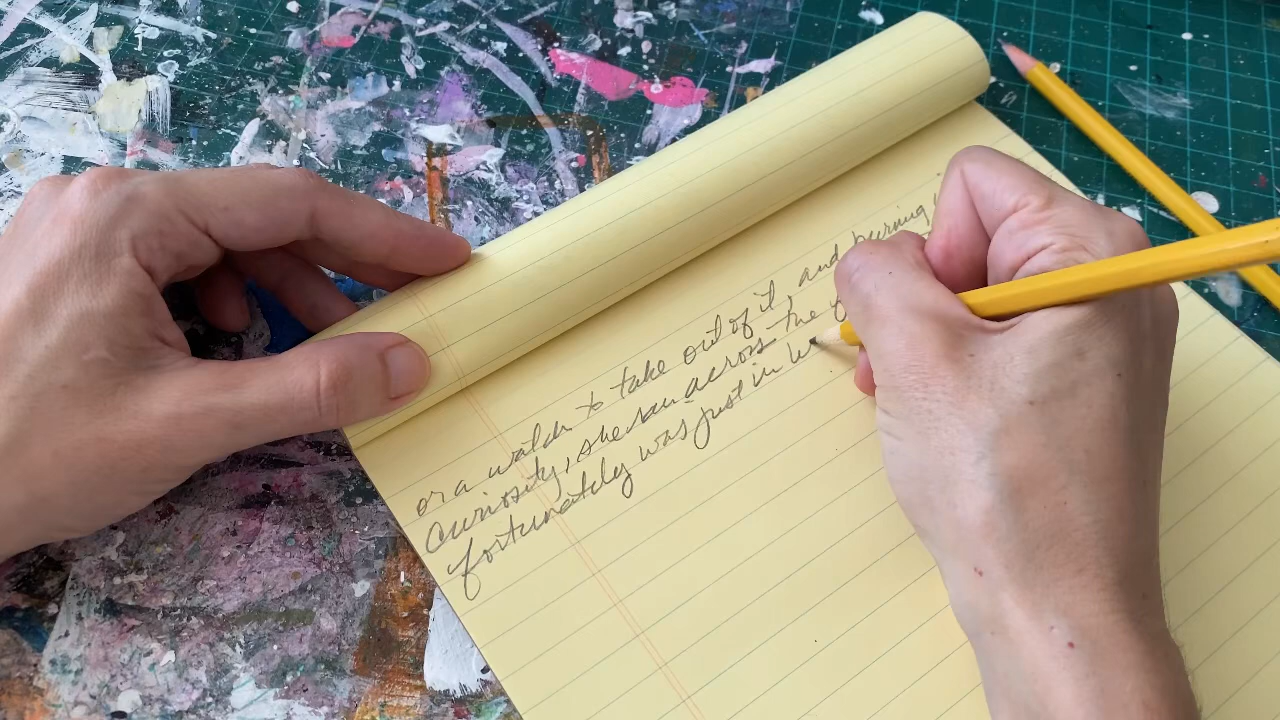 or a watch to take out of it, and burning
curiosity, she ran across the
fortunately was just in